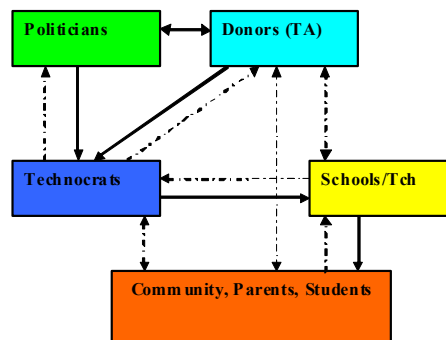 Politicians
Donors (TA)
Technocrats
Schools/Tch
Community, Parents, Students